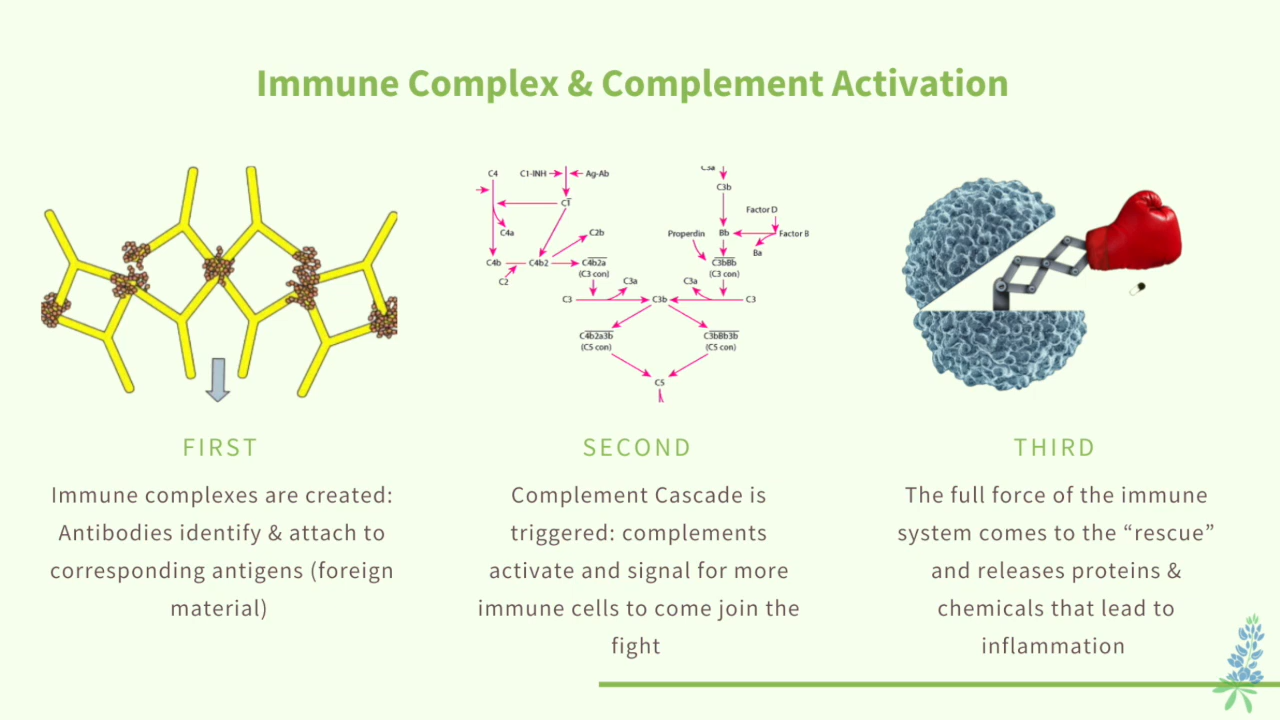 Immune Complex & Complement Activation
C4
C1-INH
Ag-Ab
C1̅
C4a
C2b
C4b
C4b2
C4b2a
(C3 con)
C2
C3a
C3
C3b
C4b2a3b
(C5 con)
C5
C3a
C3b
Factor D
Properdin
Bb
Factor B
Ba
C3bBb
(C3 con)
C3a
C3
C3bBb3b
(C5 con)
FIRST
Immune complexes are created:
Antibodies identify & attach to
corresponding antigens (foreign
material)
SECOND
Complement Cascade is
triggered: complements
activate and signal for more
immune cells to come join the
fight
THIRD
The full force of the immune
system comes to the “rescue”
and releases proteins &
chemicals that lead to
inflammation